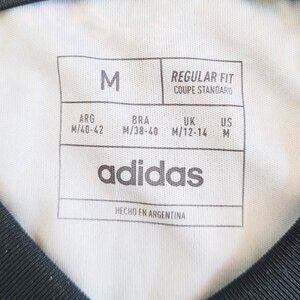 M
REGULAR FIT
COUPE STANDARD
ARG BRA UK US
M/40-42 M/38-40 M/12-14 M
adidas
HECHO EN ARGENTINA